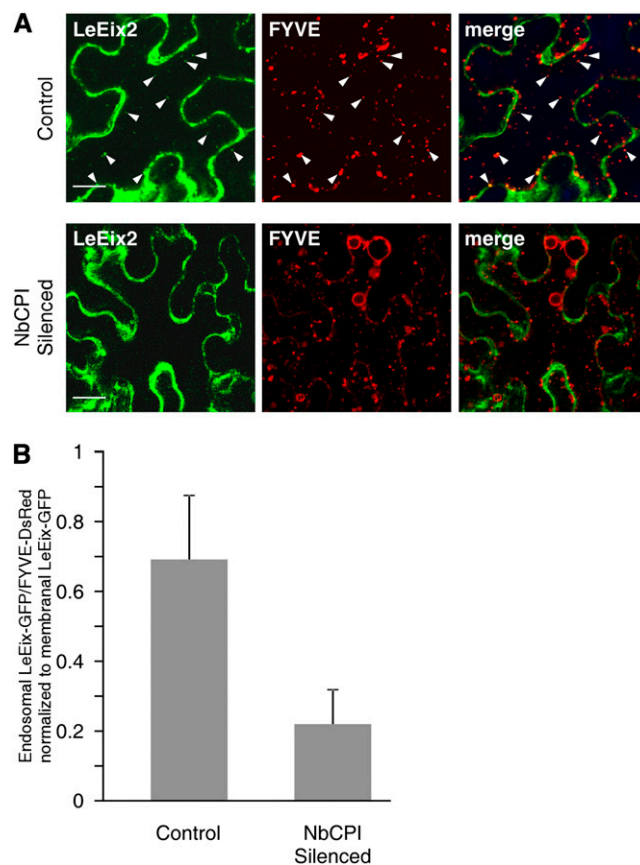 A
LeEix2
FYVE
merge
Control
LeEix2
FYVE
merge
NbCPI
Silenced
B
Endosomal LeEix-GFP/FYVE-DsRed
normalized to membranal LeEix-GFP
1
0.8
0.6
0.4
0.2
0
Control
NbCPI
Silenced